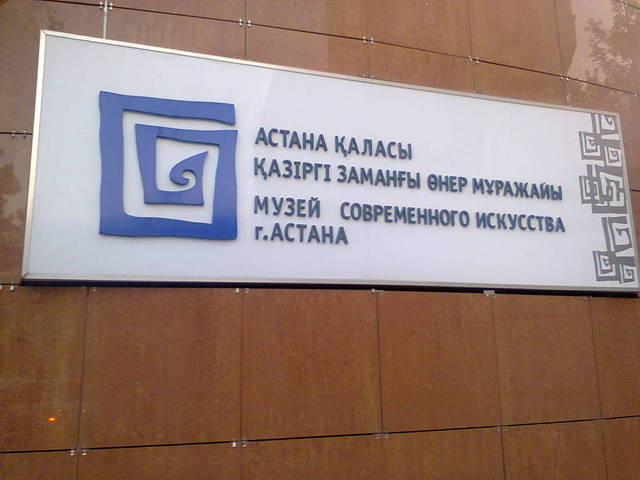 АСТАНА ҚАЛАСЫ
ҚАЗІРГІ ЗАМАНҒЫ ӨНЕР МҰРАЖАЙЫ
МУЗЕЙ СОВРЕМЕННОГО ИСКУССТВА
г.АСТАНА